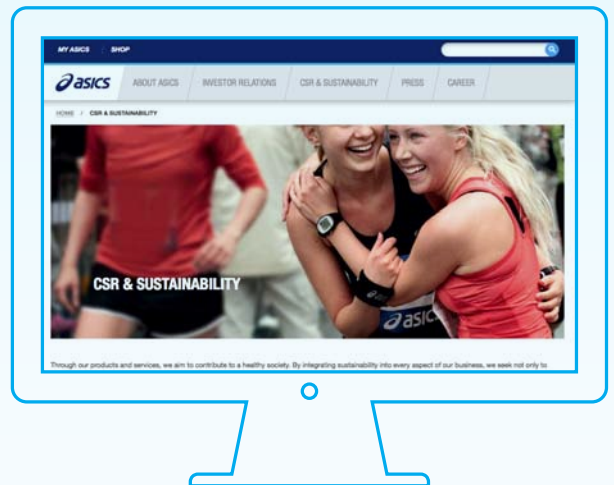 MY ASICS SHOP
asics ABOUT ASICS INVESTOR RELATIONS CSR & SUSTAINABILITY PRESS CAREER
HOME / CSR & SUSTAINABILITY
CSR & SUSTAINABILITY
asics
Through our products and services, we aim to contribute to a healthy society. By integrating sustainability into every aspect of our business, we seek not only to